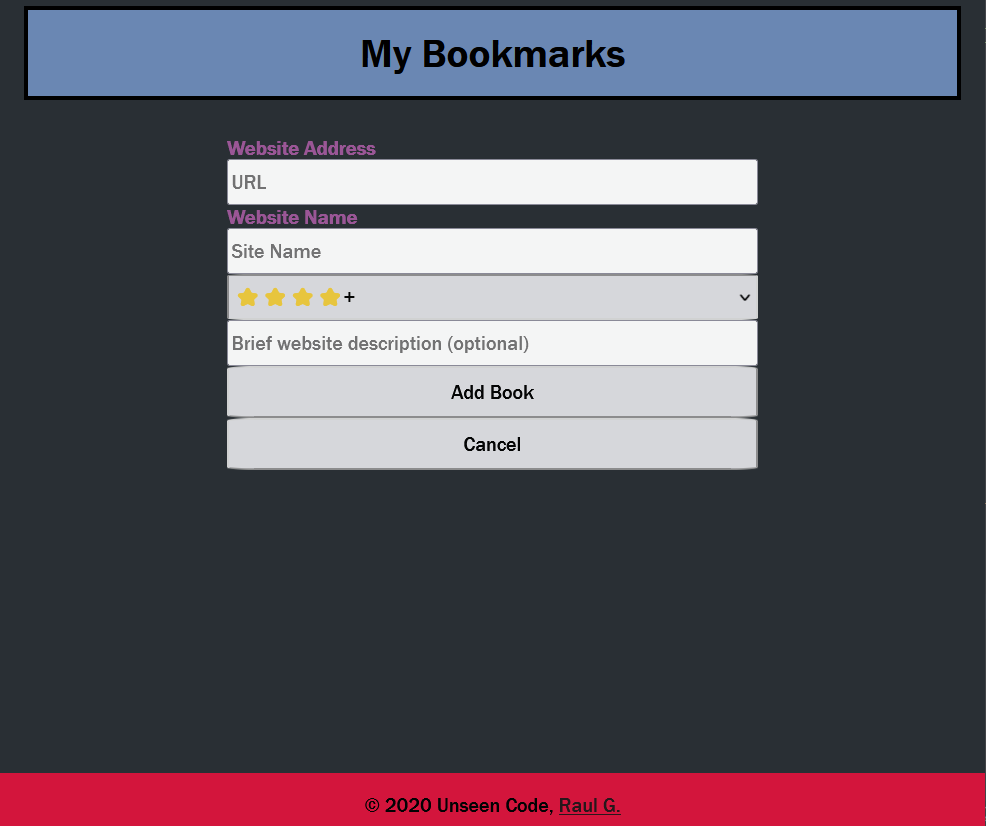 My Bookmarks
Website Address
URL
Website Name
Site Name
⭐ ⭐ ⭐ ⭐+
Brief website description (optional)
Add Book
Cancel
© 2020 Unseen Code, Raul G.